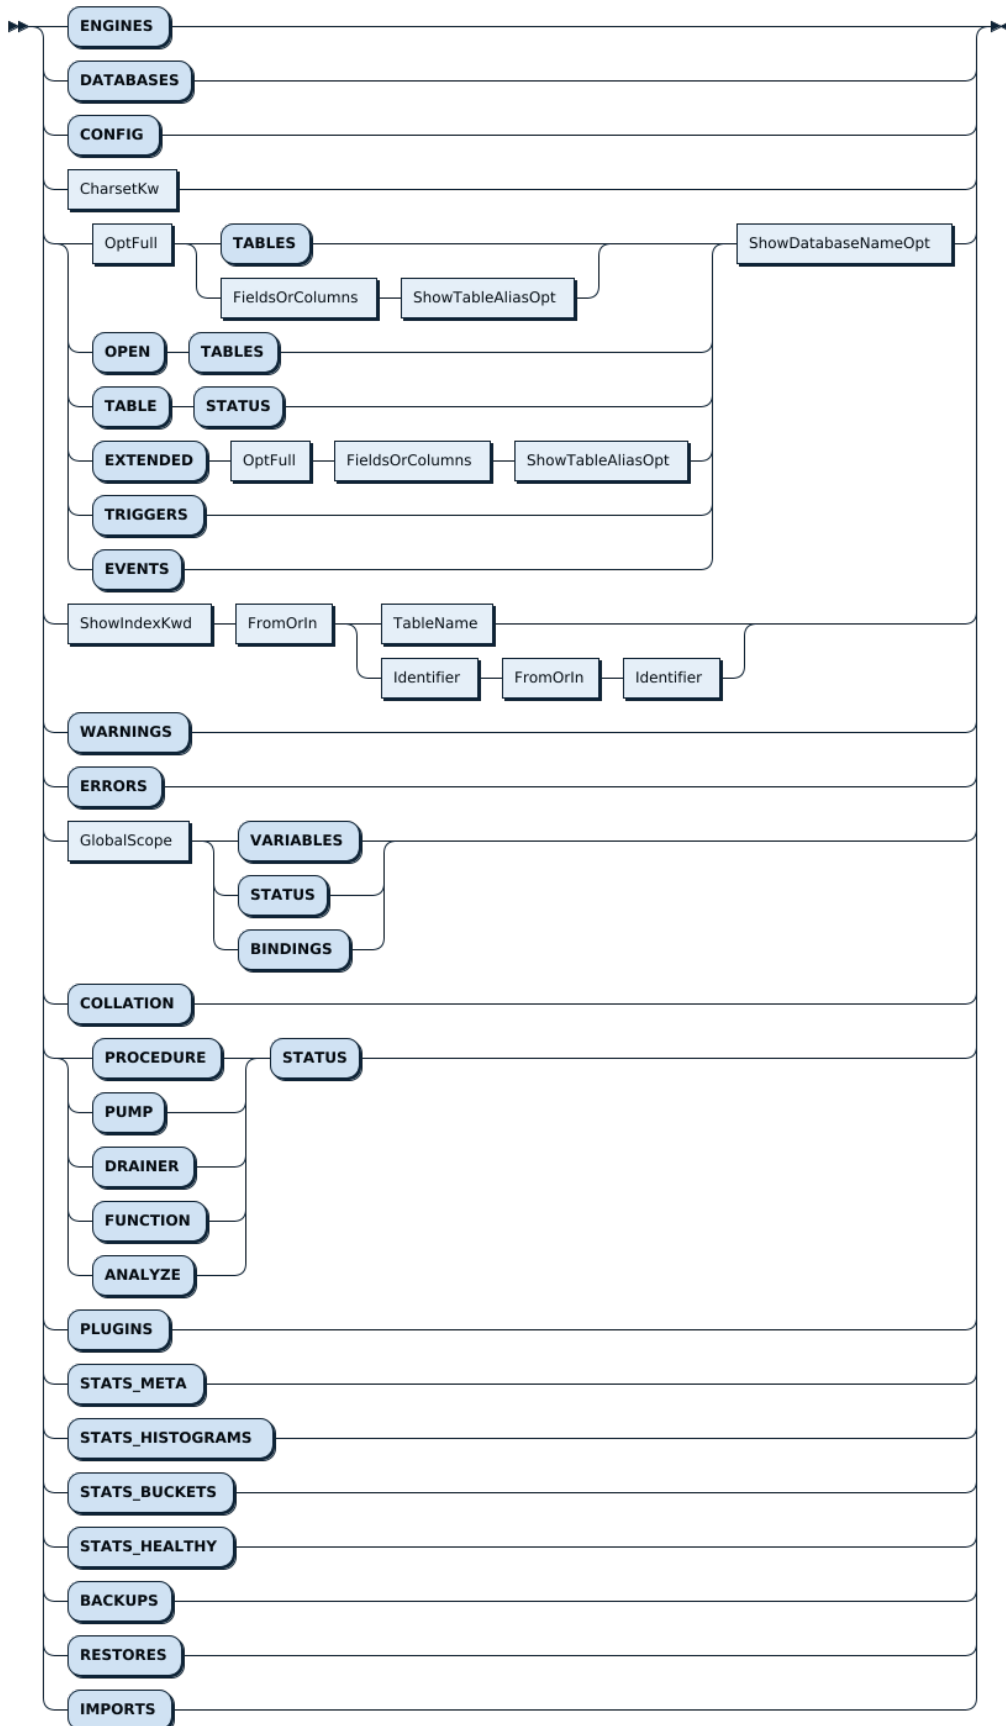 ENGINES
DATABASES
CONFIG
CharsetKw
OptFull TABLES ShowDatabaseNameOpt
FieldsOrColumns ShowTableAliasOpt
OPEN TABLES
TABLE STATUS
EXTENDED OptFull FieldsOrColumns ShowTableAliasOpt
TRIGGERS
EVENTS
ShowIndexKwd FromOrIn TableName
Identifier FromOrIn Identifier
WARNINGS
ERRORS
GlobalScope VARIABLES
STATUS
BINDINGS
COLLATION
PROCEDURE STATUS
PUMP
DRAINER
FUNCTION
ANALYZE
PLUGINS
STATS_META
STATS_HISTOGRAMS
STATS_BUCKETS
STATS_HEALTHY
BACKUPS
RESTORES
IMPORTS